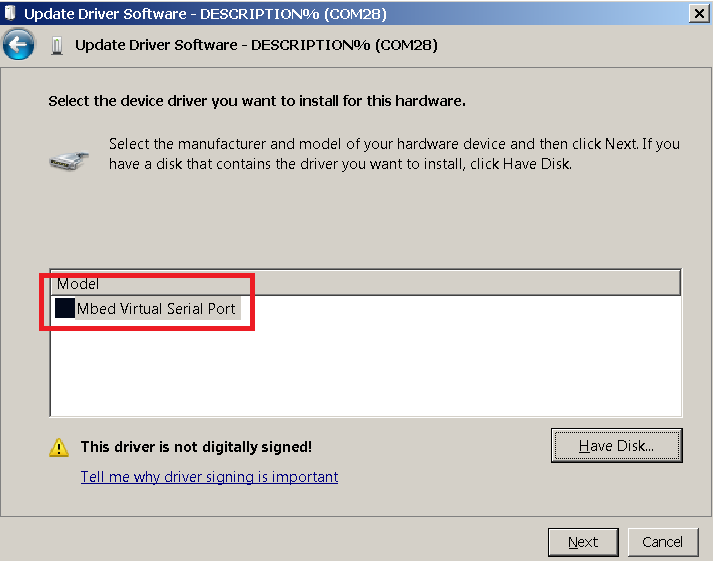 Update Driver Software - DESCRIPTION% (COM28)
Update Driver Software - DESCRIPTION% (COM28)
Select the device driver you want to install for this hardware.
Select the manufacturer and model of your hardware device and then click Next. If you
have a disk that contains the driver you want to install, click Have Disk.
Model
Mbed Virtual Serial Port
This driver is not digitally signed!
Have Disk...
Tell me why driver signing is important
Next
Cancel